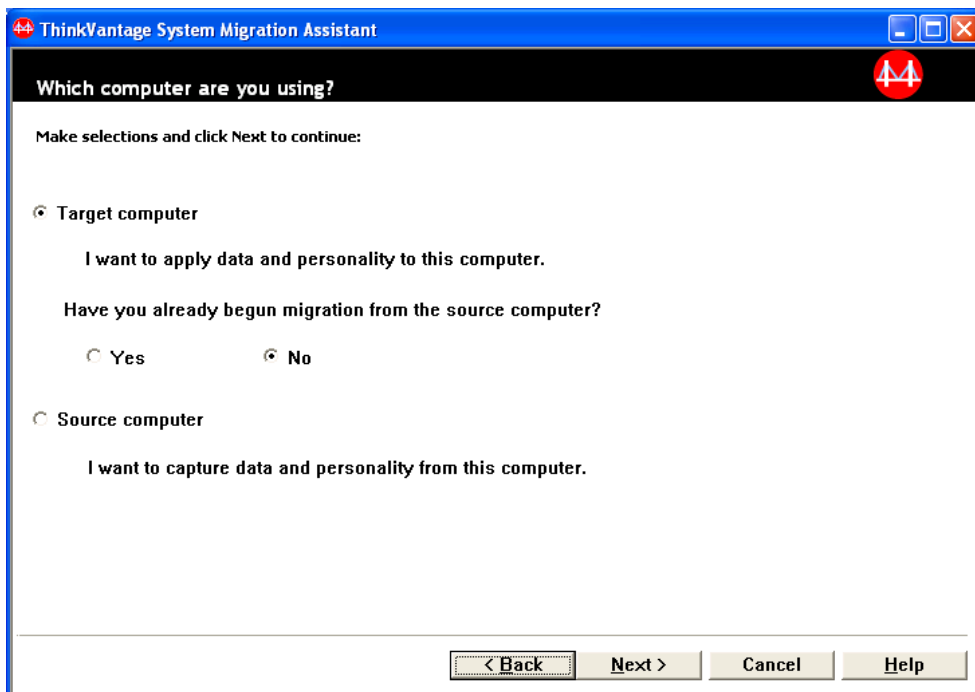 ThinkVantage System Migration Assistant
Which computer are you using?
Make selections and click Next to continue:
Target computer
I want to apply data and personality to this computer.
Have you already begun migration from the source computer?
Yes No
Source computer
I want to capture data and personality from this computer.
< Back Next > Cancel Help